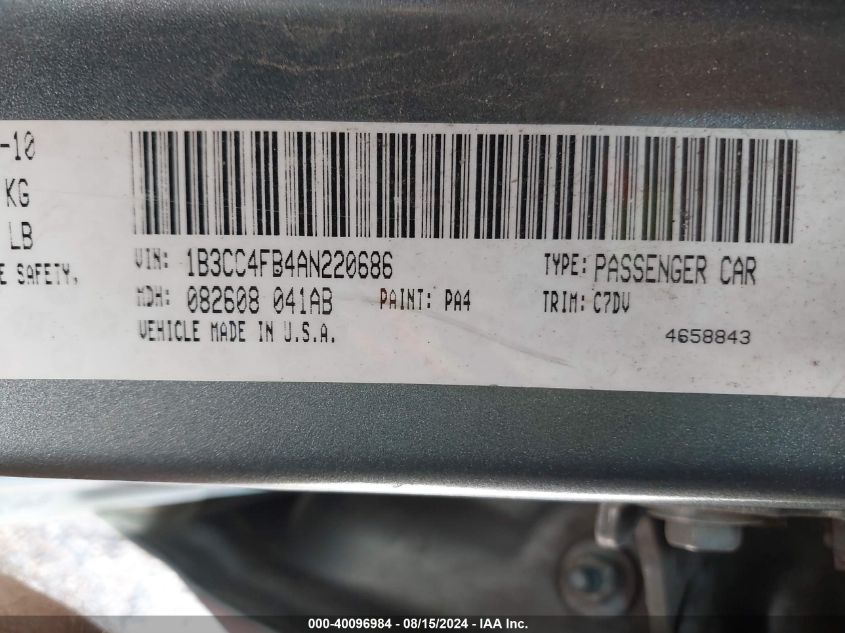 -10
KG
LB
E SAFETY,
VIN: 1B3CC4FB4AN220686 TYPE: PASSENGER CAR
MDH: 082608 041AB PAINT: PA4 TRIM: C7DV
VEHICLE MADE IN U.S.A. 4658843
000-40096984 - 08/15/2024 - IAA Inc.